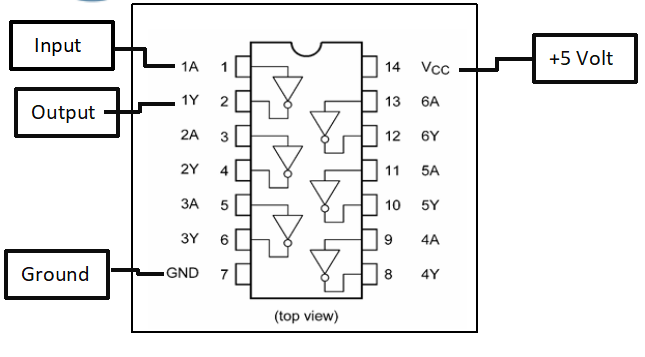 Input
1A 1 14 VCC
+5 Volt
Output
1Y 2 13 6A
2A 3 12 6Y
2Y 4 11 5A
3A 5 10 5Y
3Y 6 9 4A
Ground
GND 7 8 4Y
(top view)